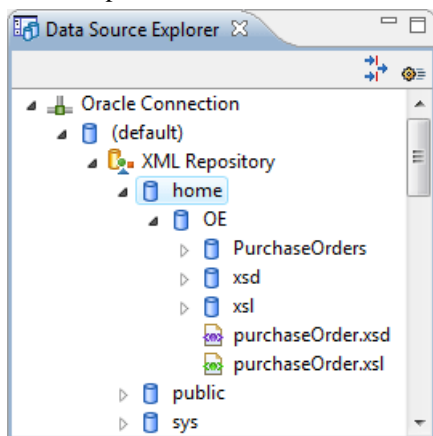 Data Source Explorer
Oracle Connection
(default)
XML Repository
home
OE
PurchaseOrders
xsd
xsl
purchaseOrder.xsd
purchaseOrder.xsl
public
sys